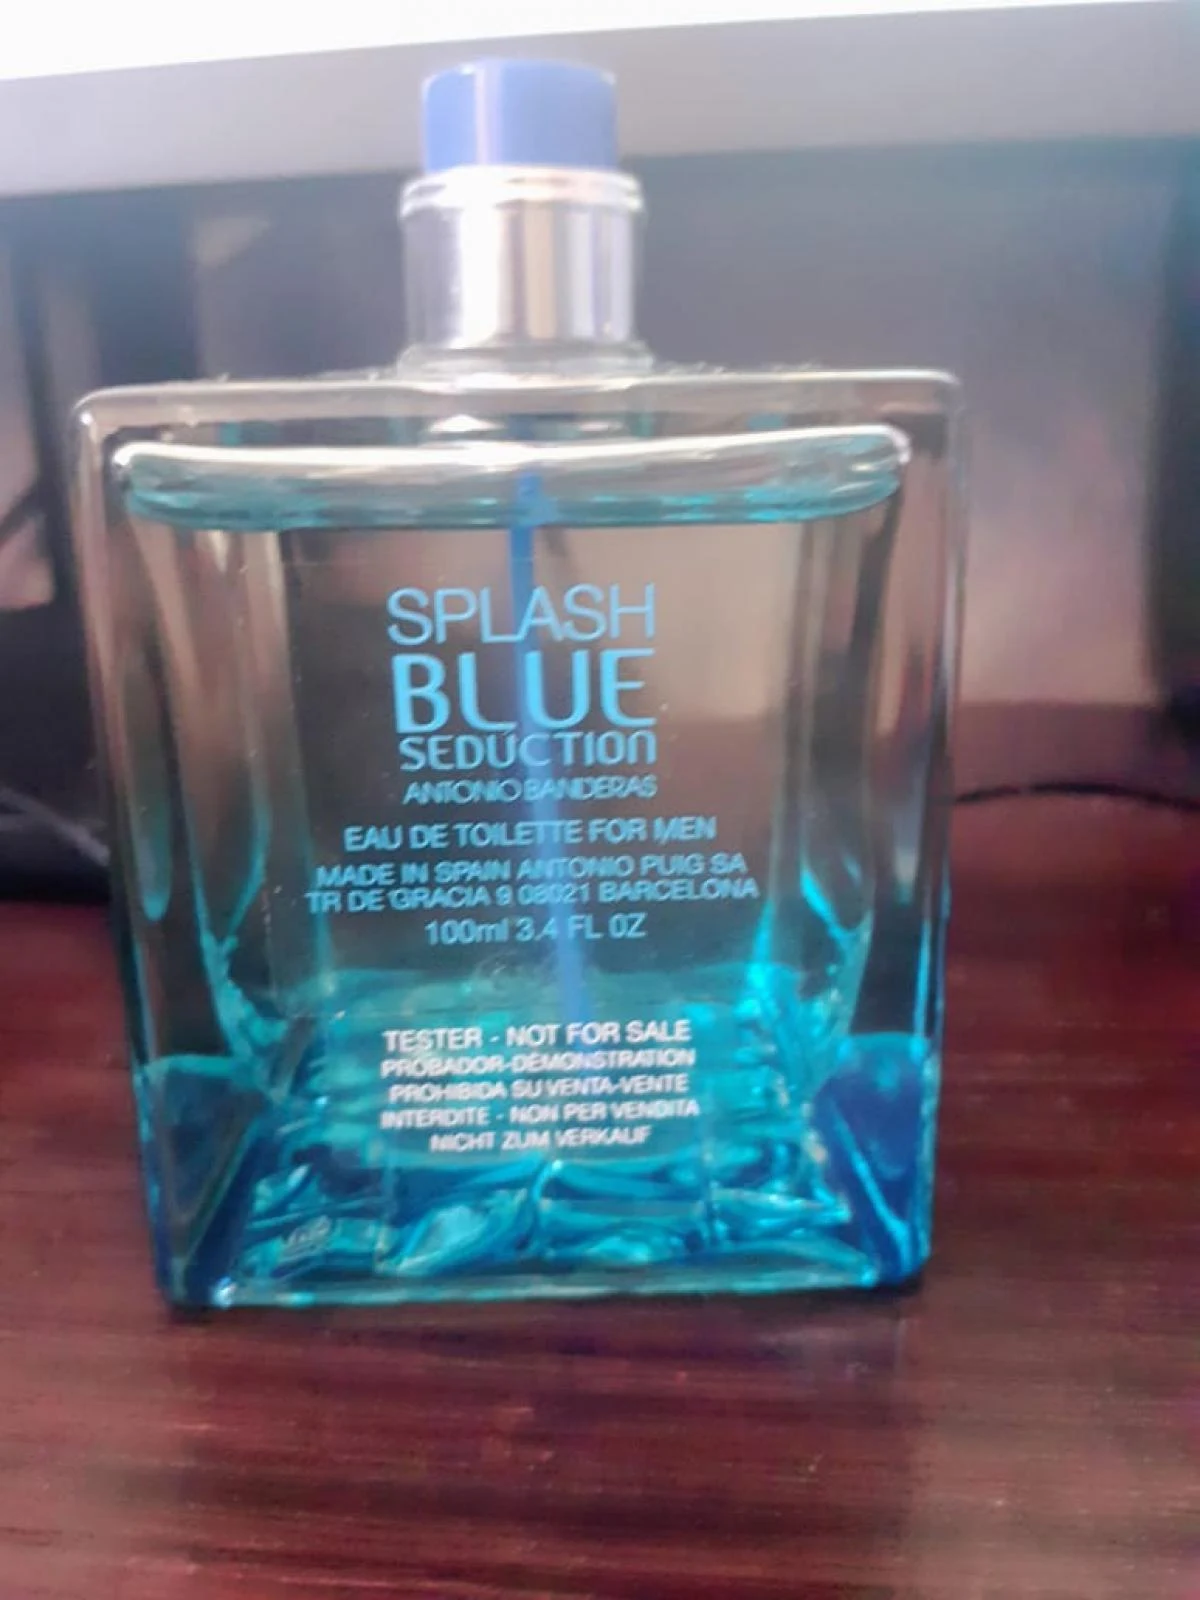 SPLASH
BLUE
SEDUCTION
ANTONIO BANDERAS
EAU DE TOILETTE FOR MEN
MADE IN SPAIN ANTONIO PUIG SA
TR DE GRACIA 9 08021 BARCELONA
100ml 3.4 FL 0Z
TESTER - NOT FOR SALE
PROBADOR-DEMONSTRATION
PROHIBIDA SU VENTA-VENTE
INTERDITE - NON PER VENDITA
NICHT ZUM VERKAUF